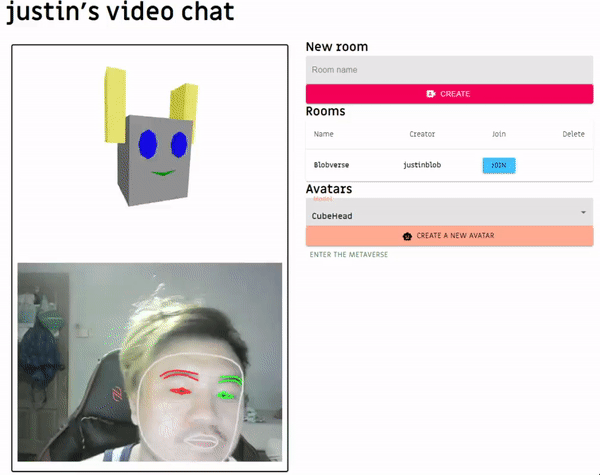 justin's video chat
New room
Room name
CREATE
Rooms
Name Creator Join Delete
Blobverse justinblob JOIN
Avatars
Model
CubeHead
CREATE A NEW AVATAR
ENTER THE METAVERSE